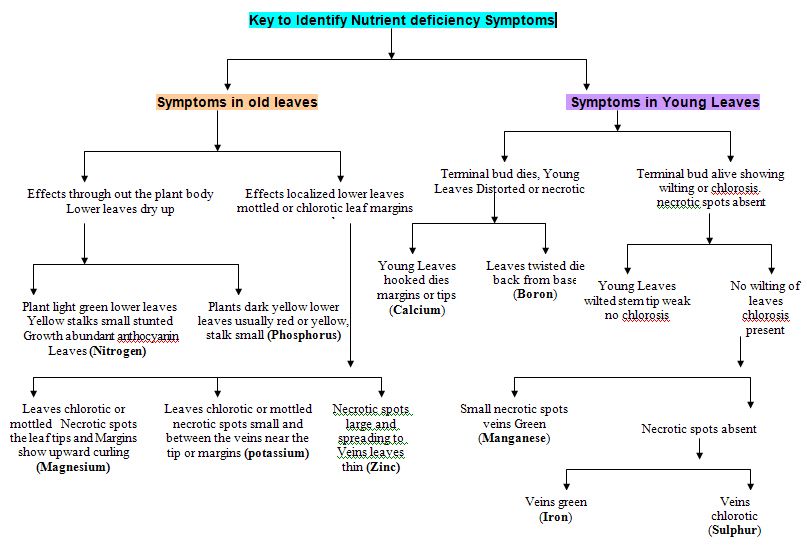 Key to Identify Nutrient deficiency Symptoms
Symptoms in old leaves
Symptoms in Young Leaves
Effects through out the plant body
Lower leaves dry up
Effects localized lower leaves
mottled or chlorotic leaf margins
Terminal bud dies, Young
Leaves Distorted or necrotic
Terminal bud alive showing
wilting or chlorosis.
necrotic spots absent
Plant light green lower leaves
Yellow stalks small stunted
Growth abundant anthocyanin
Leaves (Nitrogen)
Plants dark yellow lower
leaves usually red or yellow,
stalk small (Phosphorus)
Young Leaves
hooked dies
margins or tips
(Calcium)
Leaves twisted die
back from base
(Boron)
Young Leaves
wilted stem tip weak
no chlorosis
No wilting of
leaves
chlorosis
present
Leaves chlorotic or
mottled Necrotic spots
the leaf tips and Margins
show upward curling
(Magnesium)
Leaves chlorotic or mottled
necrotic spots small and
between the veins near the
tip or margins (potassium)
Necrotic spots
large and
spreading to
Veins leaves
thin (Zinc)
Small necrotic spots
veins Green
(Manganese)
Necrotic spots absent
Veins green
(Iron)
Veins
chlorotic
(Sulphur)